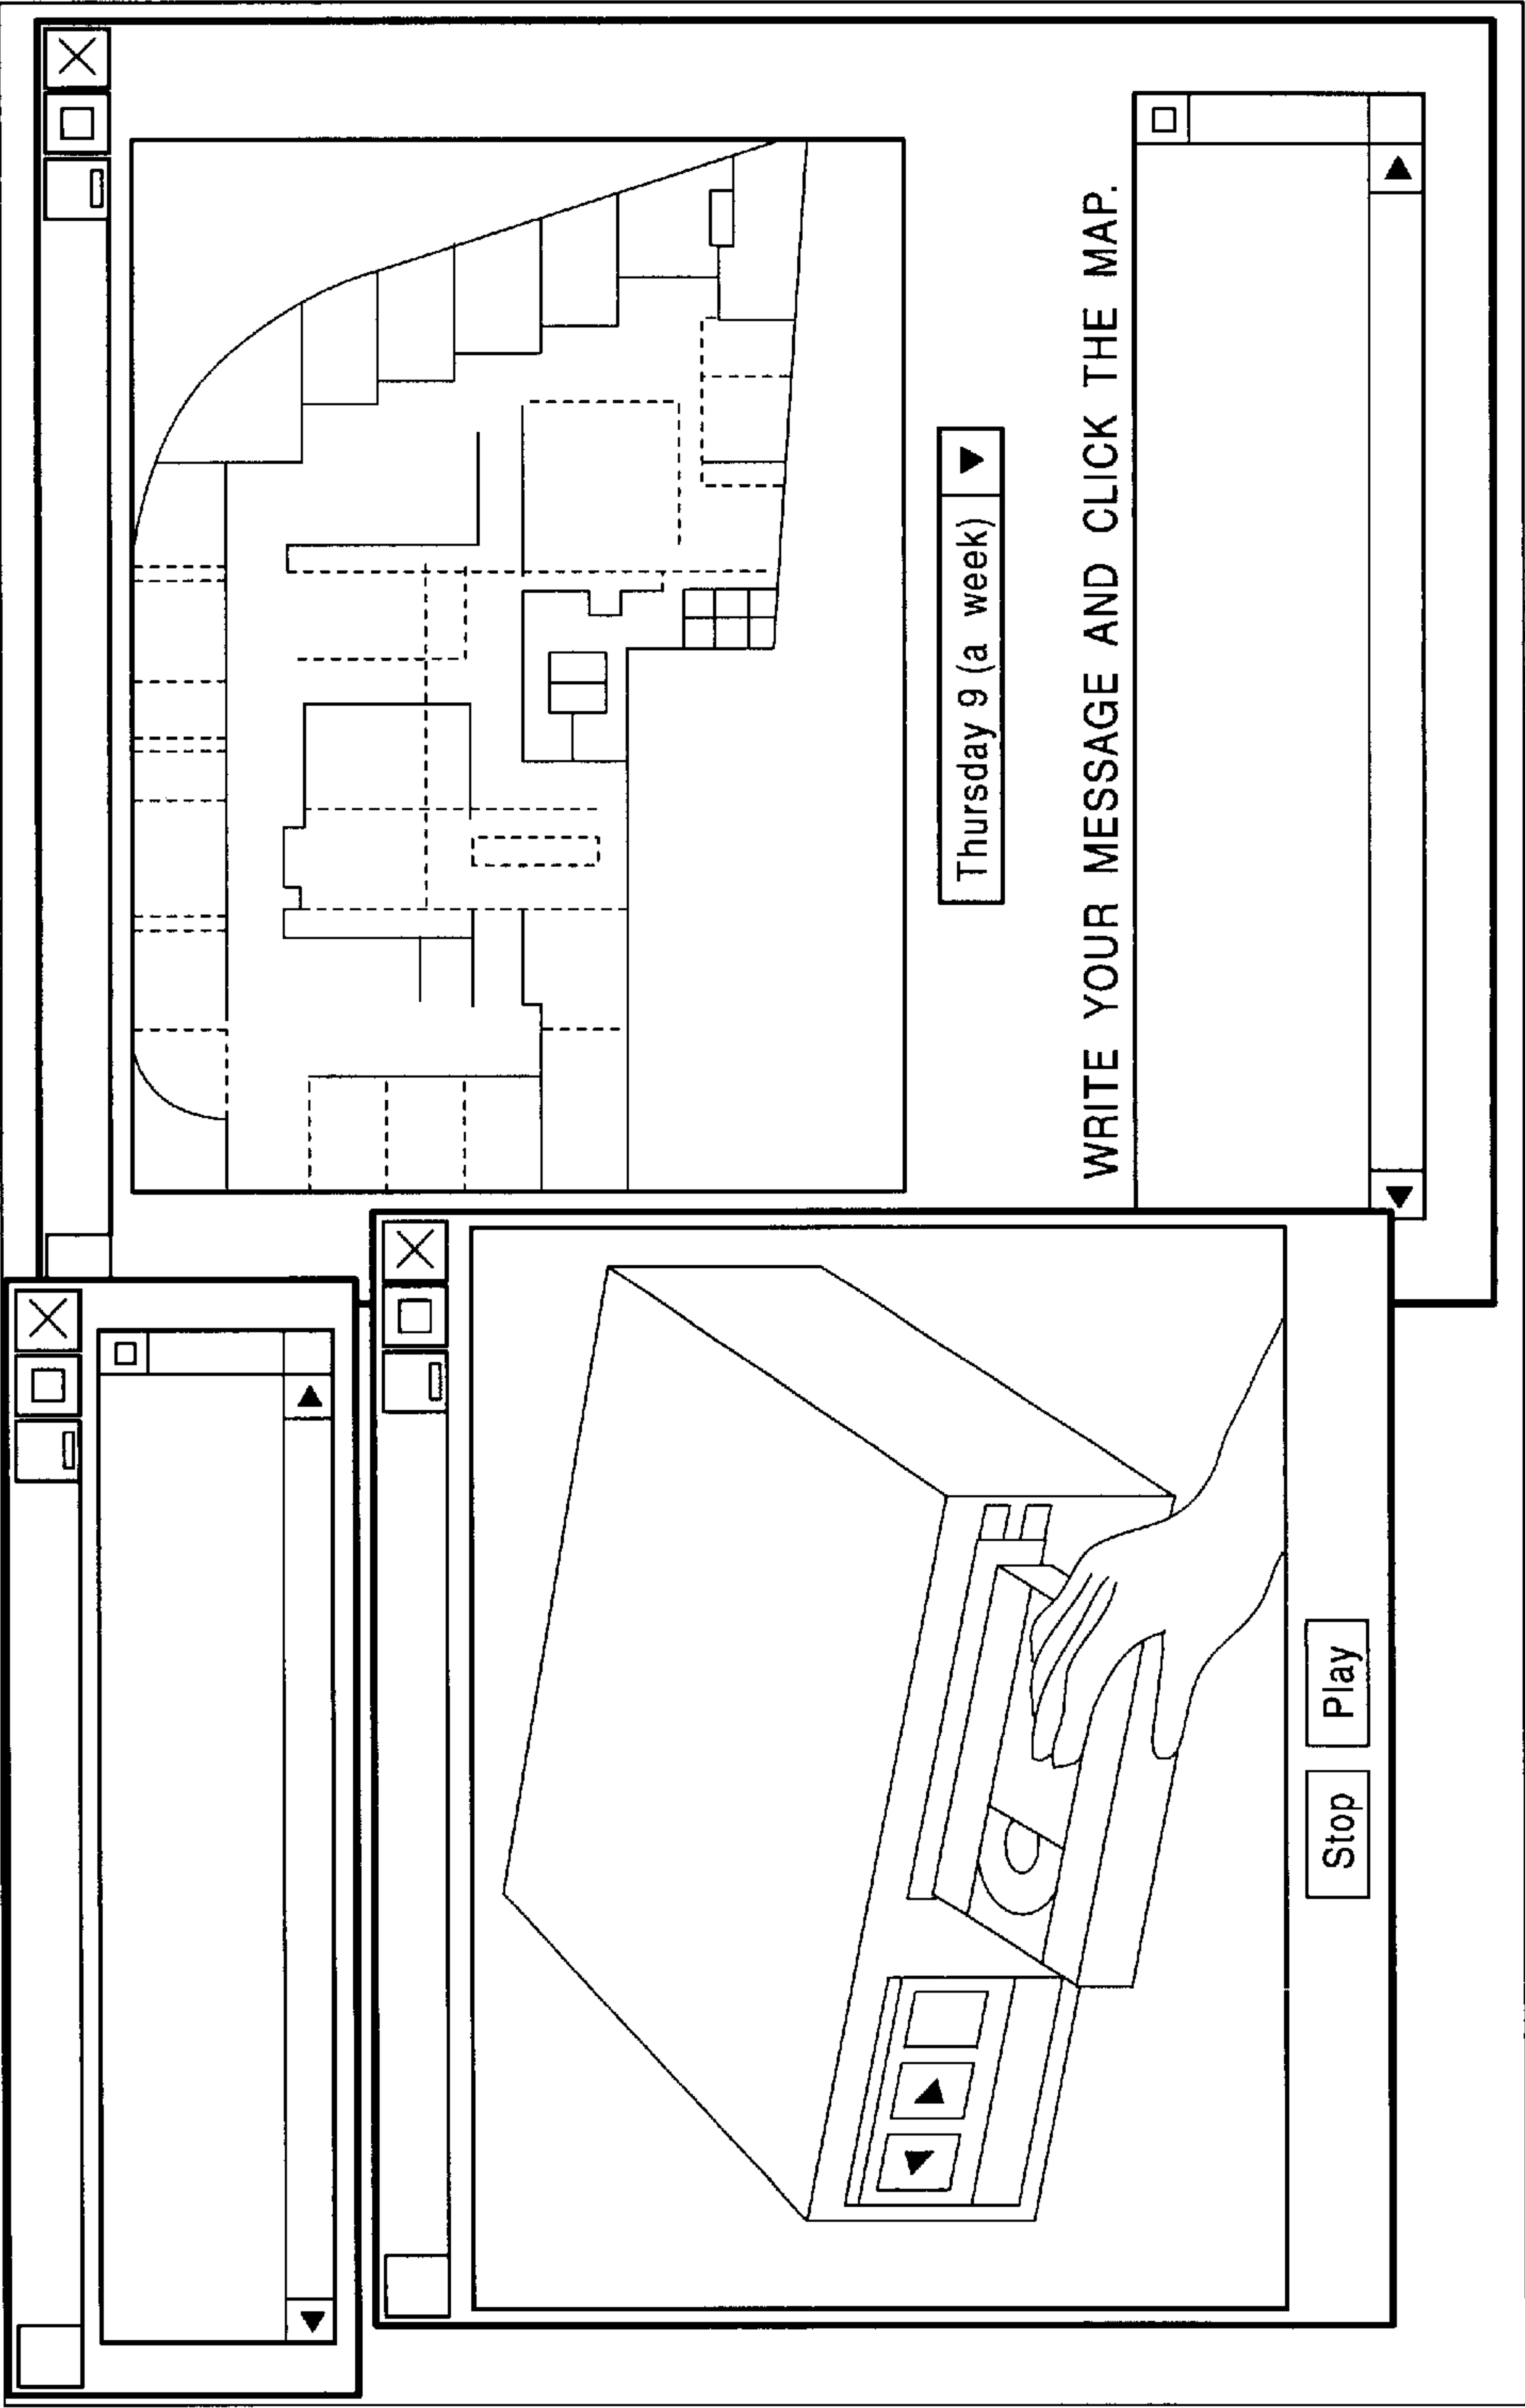 Thursday 9 (a week)
WRITE YOUR MESSAGE AND CLICK THE MAP.
Stop Play